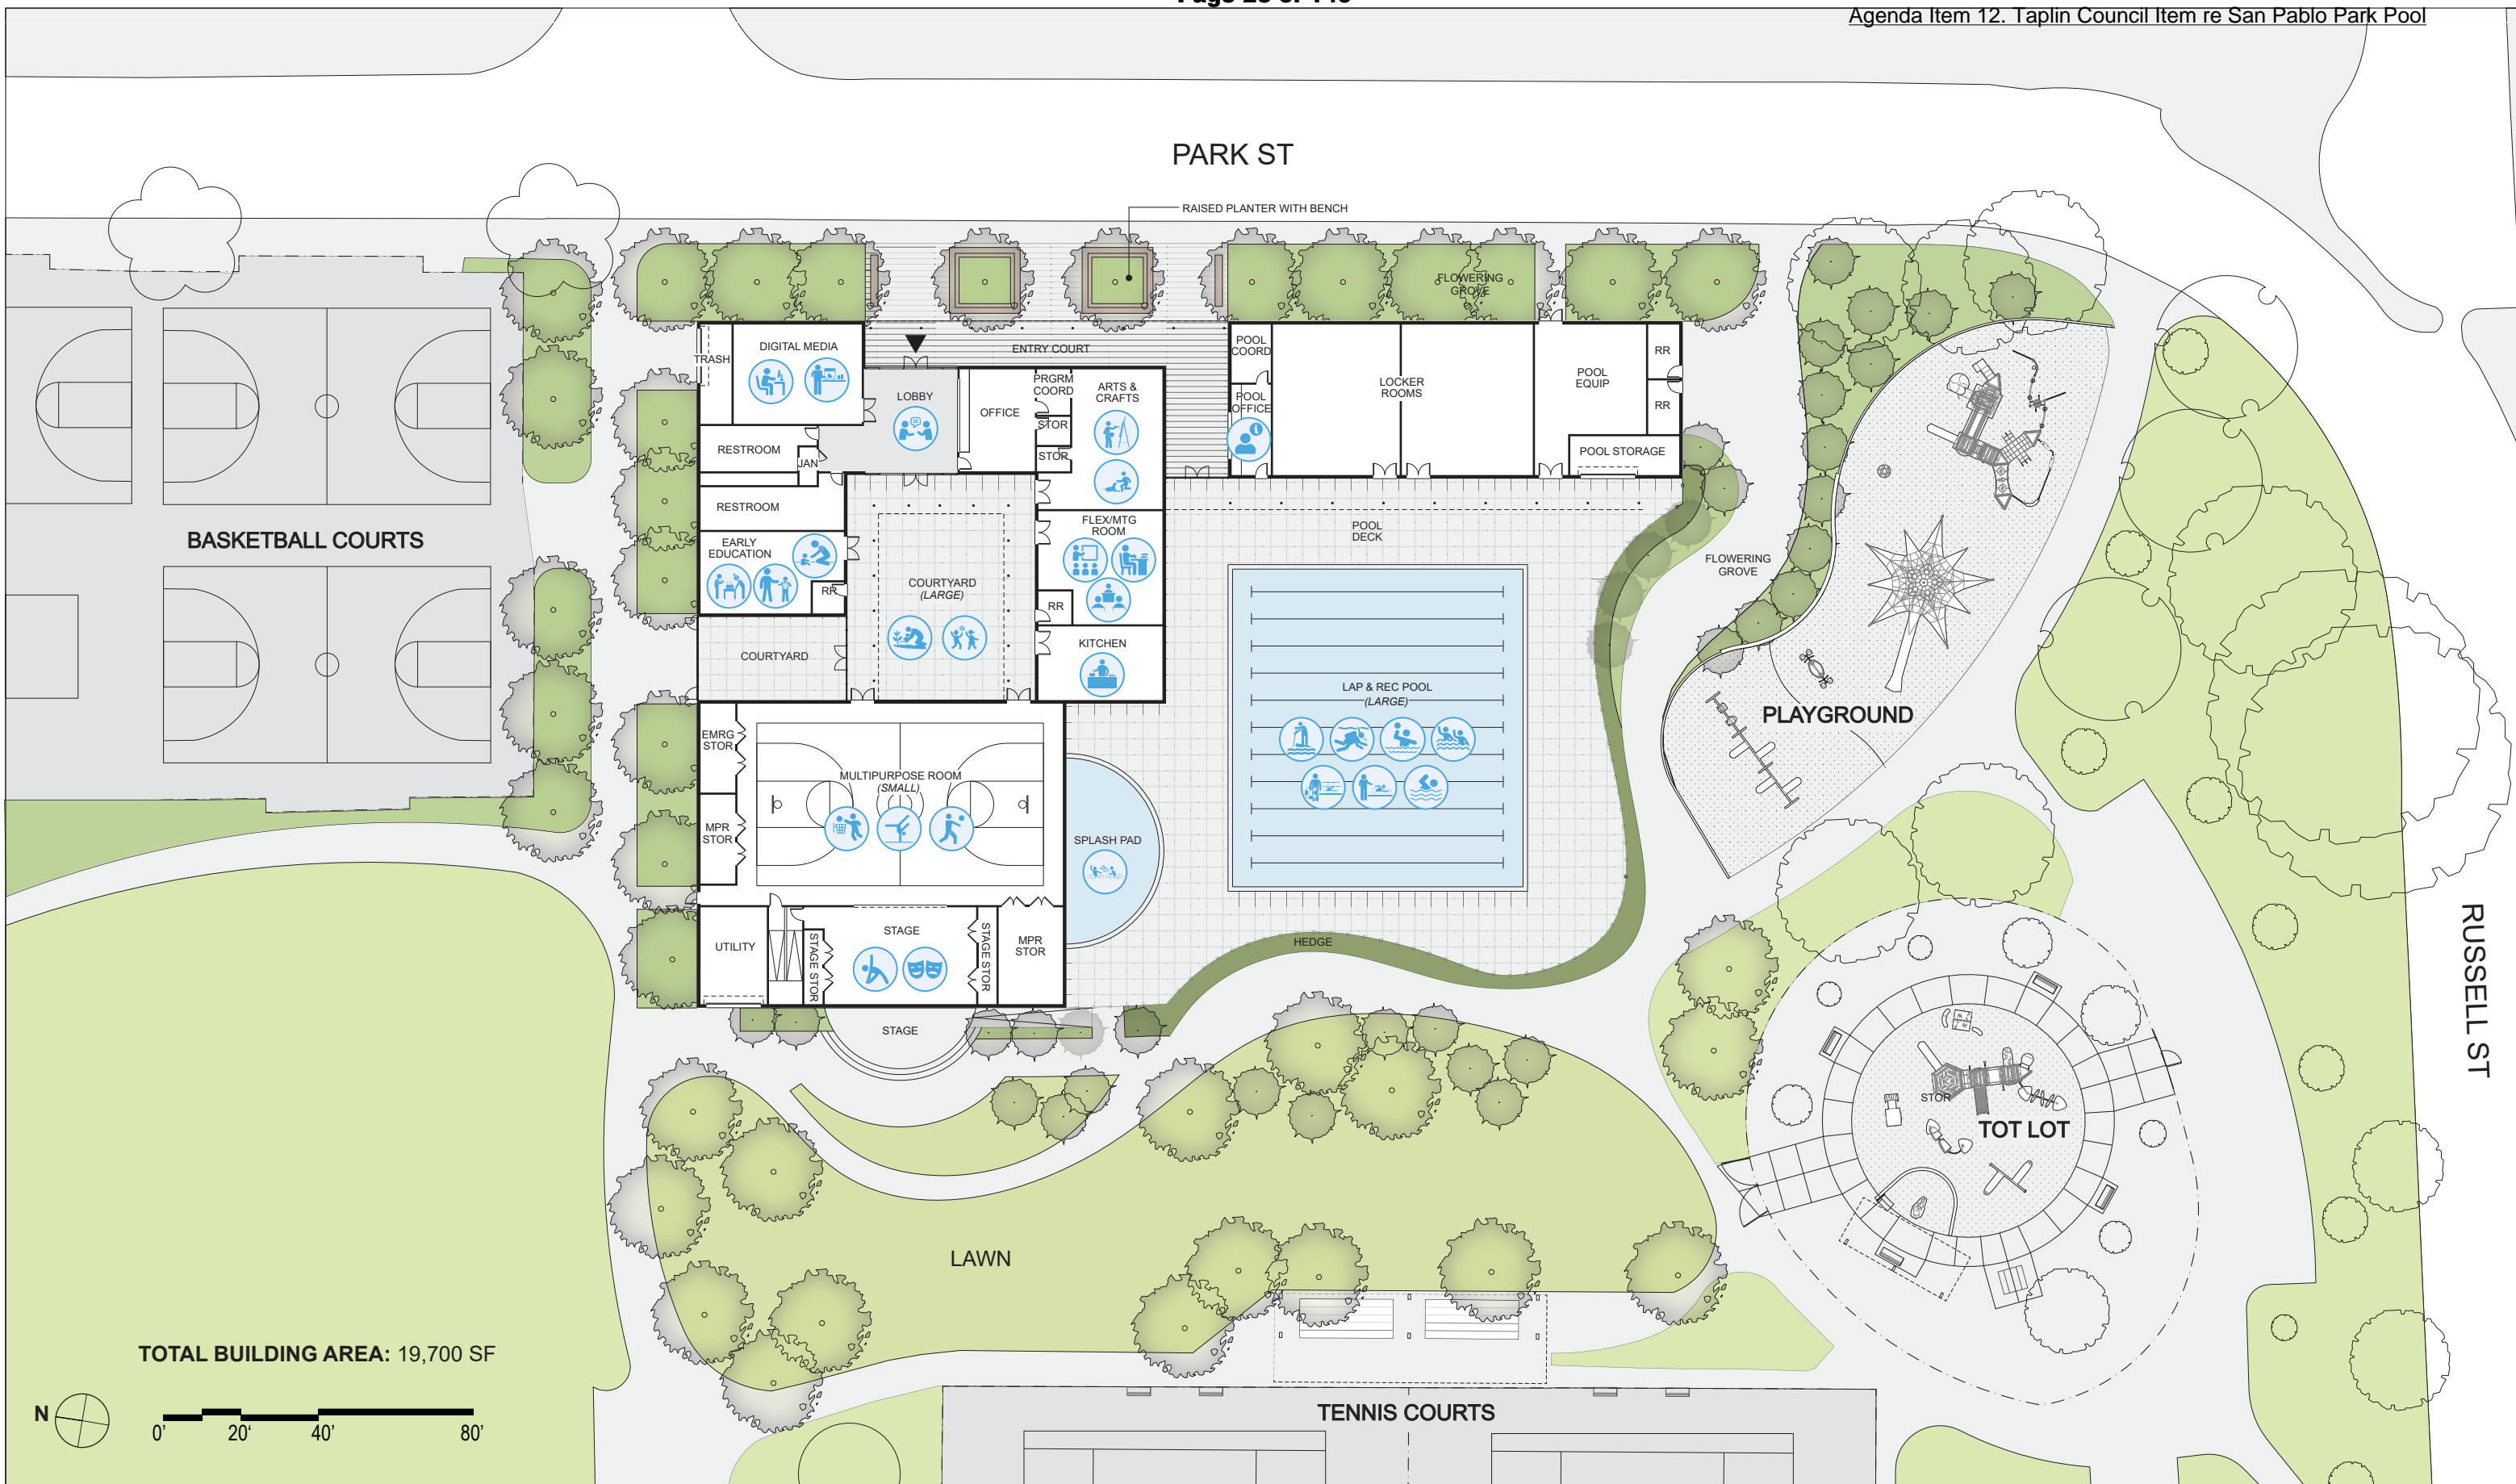 Agenda Item 12. Taplin Council Item re San Pablo Park Pool
PARK ST
RAISED PLANTER WITH BENCH
FLOWERING
GROVE
TRASH
DIGITAL MEDIA
ENTRY COURT
POOL
COORD
LOBBY
OFFICE
PRGRM
COORD
ARTS &
CRAFTS
STOR
STOR
POOL
OFFICE
LOCKER
ROOMS
POOL
EQUIP
RR
RR
POOL STORAGE
RESTROOM
JAN
RESTROOM
EARLY
EDUCATION
RR
FLEX/MTG
ROOM
RR
COURTYARD
(LARGE)
COURTYARD
KITCHEN
POOL
DECK
FLOWERING
GROVE
BASKETBALL COURTS
LAP & REC POOL
(LARGE)
PLAYGROUND
EMRG
STOR
MPR
STOR
MULTIPURPOSE ROOM
(SMALL)
SPLASH PAD
UTILITY
STAGE STOR
STAGE
STAGE STOR
MPR
STOR
HEDGE
STAGE
RUSSELL ST
STOR
TOT LOT
LAWN
TOTAL BUILDING AREA: 19,700 SF
N
0' 20' 40' 80'
TENNIS COURTS